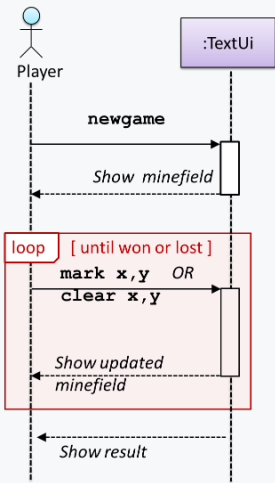 :TextUi
Player
newgame
Show minefield
loop [ until won or lost ]
mark x,y OR
clear x,y
Show updated
minefield
Show result